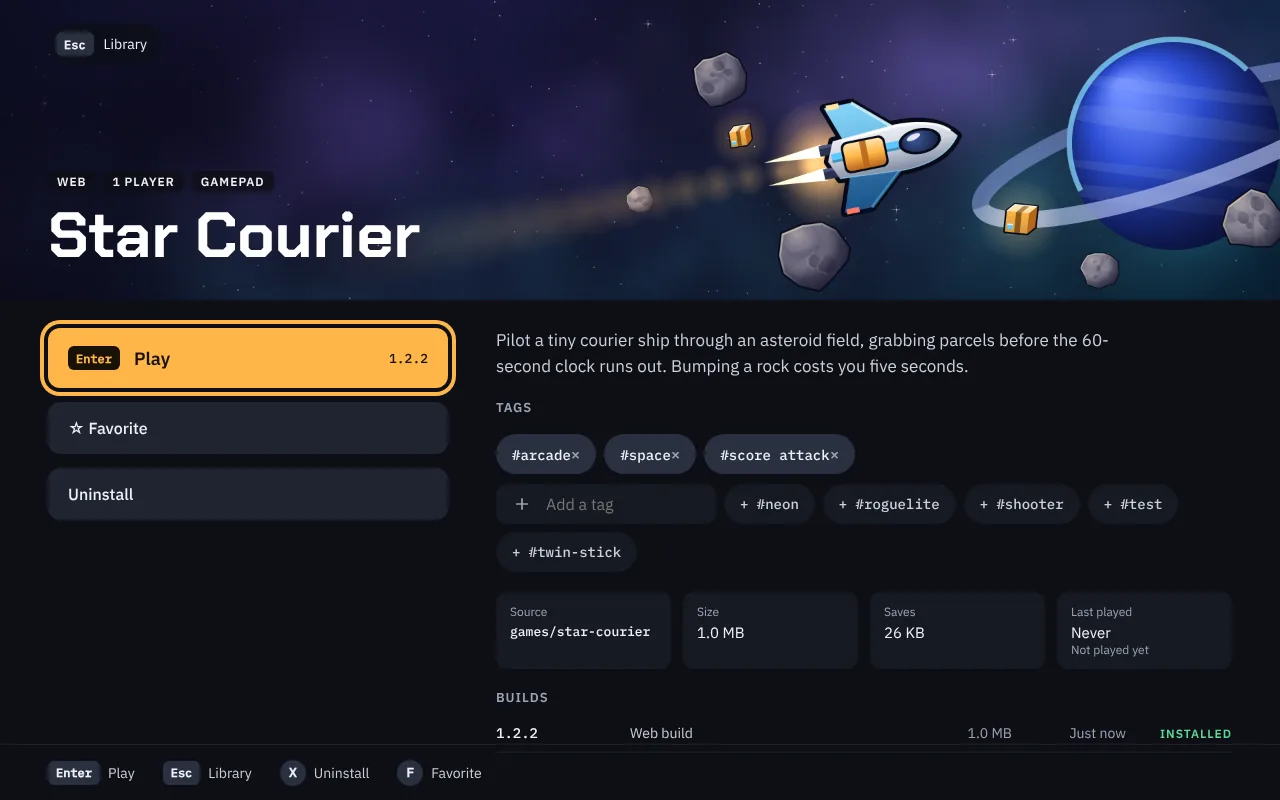 Esc Library
WEB 1 PLAYER GAMEPAD
Star Courier
Enter Play 1.2.2
☆ Favorite
Uninstall
Pilot a tiny courier ship through an asteroid field, grabbing parcels before the 60-
second clock runs out. Bumping a rock costs you five seconds.
TAGS
#arcade× #space× #score attack×
+ Add a tag + #neon + #roguelite + #shooter + #test
+ #twin-stick
Source Size Saves Last played
games/star-courier 1.0 MB 26 KB Never
Not played yet
BUILDS
1.2.2 Web build 1.0 MB Just now INSTALLED
Enter Play Esc Library X Uninstall F Favorite